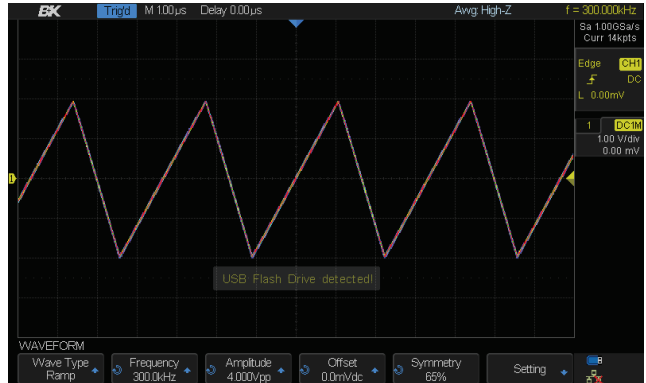 BK Trig'd M 1.00μs Delay 0.00μs Awg: High-Z f = 300.000kHz
Sa 1.00GSa/s
Curr 14kpts
Edge CH1
DC
L 0.00mV
1 DC1M
1.00 V/div
0.00 mV
1
USB Flash Drive detected!
WAVEFORM
Wave Type Frequency Amplitude Offset Symmetry Setting
Ramp 300.0kHz 4.000Vpp 0.0mVdc 65%
B